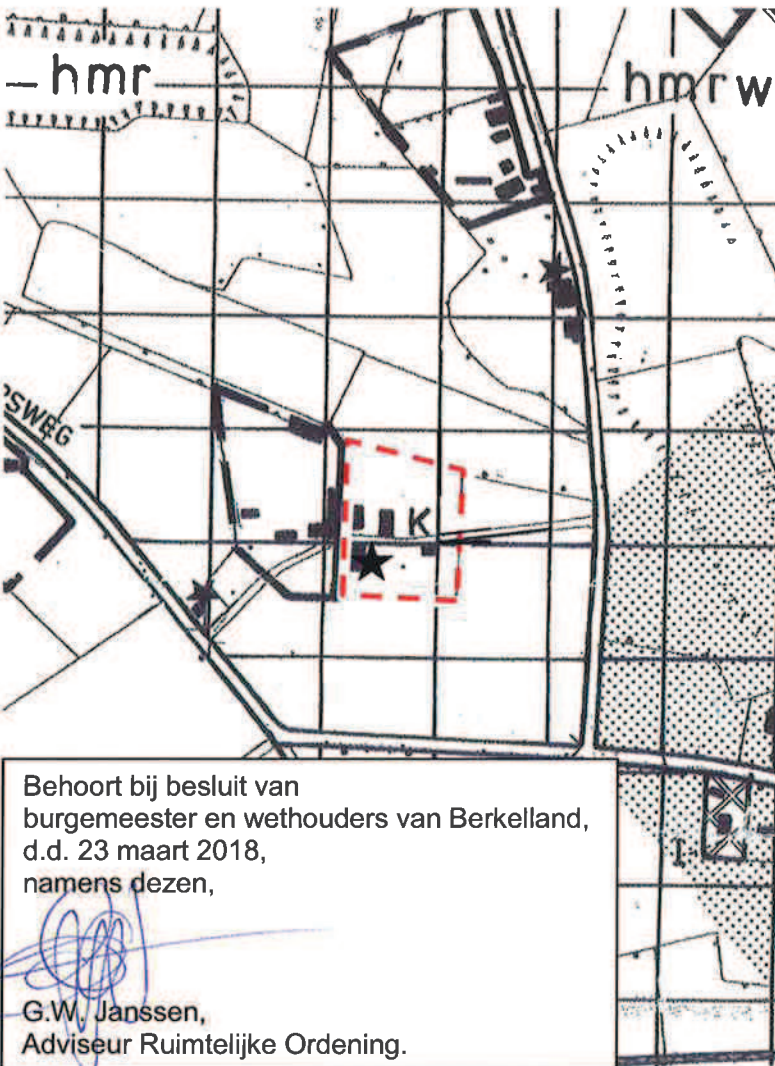 hmr
hmrw
K
Behoort bij besluit van
burgemeester en wethouders van Berkelland,
d.d. 23 maart 2018,
namens dezen,
G.W. Janssen,
Adviseur Ruimtelijke Ordening.